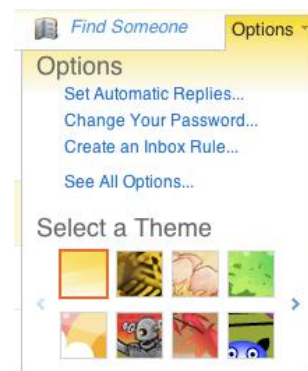 Find Someone
Options
Options
Set Automatic Replies...
Change Your Password...
Create an Inbox Rule...
See All Options...
Select a Theme